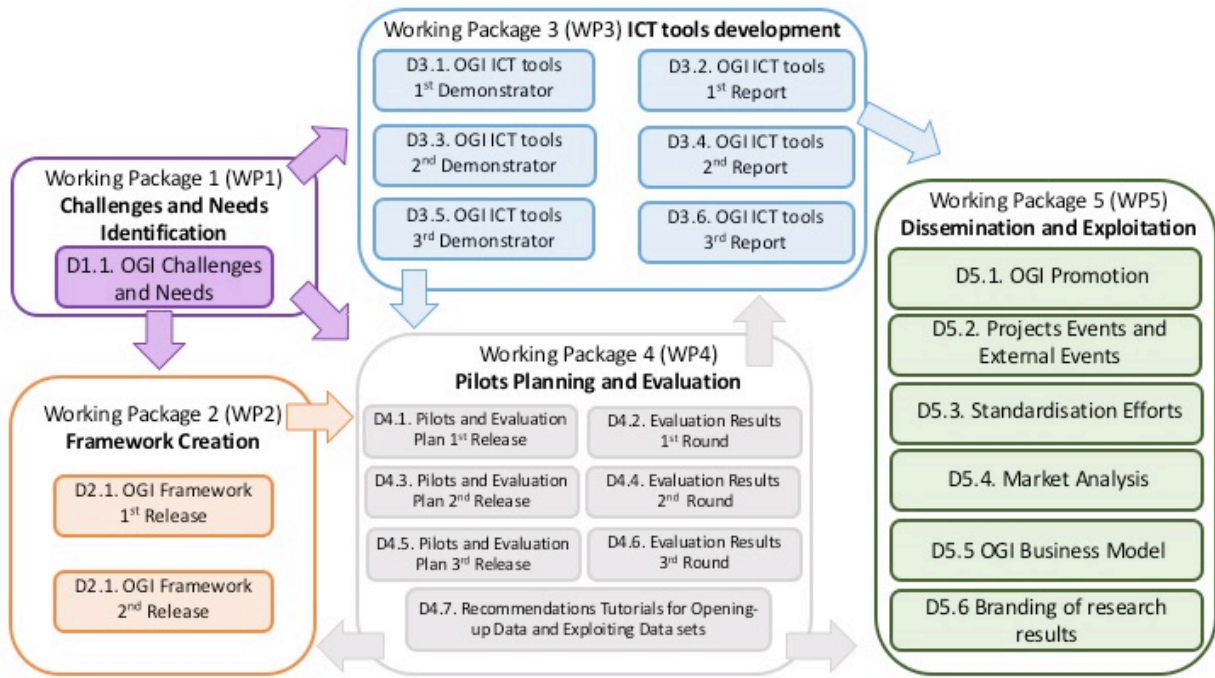 Working Package 3 (WP3) ICT tools development
D3.1. OGI ICT tools
1st Demonstrator
D3.2. OGI ICT tools
1st Report
D3.3. OGI ICT tools
2nd Demonstrator
D3.4. OGI ICT tools
2nd Report
D3.5. OGI ICT tools
3rd Demonstrator
D3.6. OGI ICT tools
3rd Report
Working Package 1 (WP1)
Challenges and Needs
Identification
D1.1. OGI Challenges
and Needs
Working Package 2 (WP2)
Framework Creation
D2.1. OGI Framework
1st Release
D2.1. OGI Framework
2nd Release
Working Package 4 (WP4)
Pilots Planning and Evaluation
D4.1. Pilots and Evaluation
Plan 1st Release
D4.2. Evaluation Results
1st Round
D4.3. Pilots and Evaluation
Plan 2nd Release
D4.4. Evaluation Results
2nd Round
D4.5. Pilots and Evaluation
Plan 3rd Release
D4.6. Evaluation Results
3rd Round
D4.7. Recommendations Tutorials for Opening-
up Data and Exploiting Data sets
Working Package 5 (WP5)
Dissemination and Exploitation
D5.1. OGI Promotion
D5.2. Projects Events and
External Events
D5.3. Standardisation Efforts
D5.4. Market Analysis
D5.5 OGI Business Model
D5.6 Branding of research
results